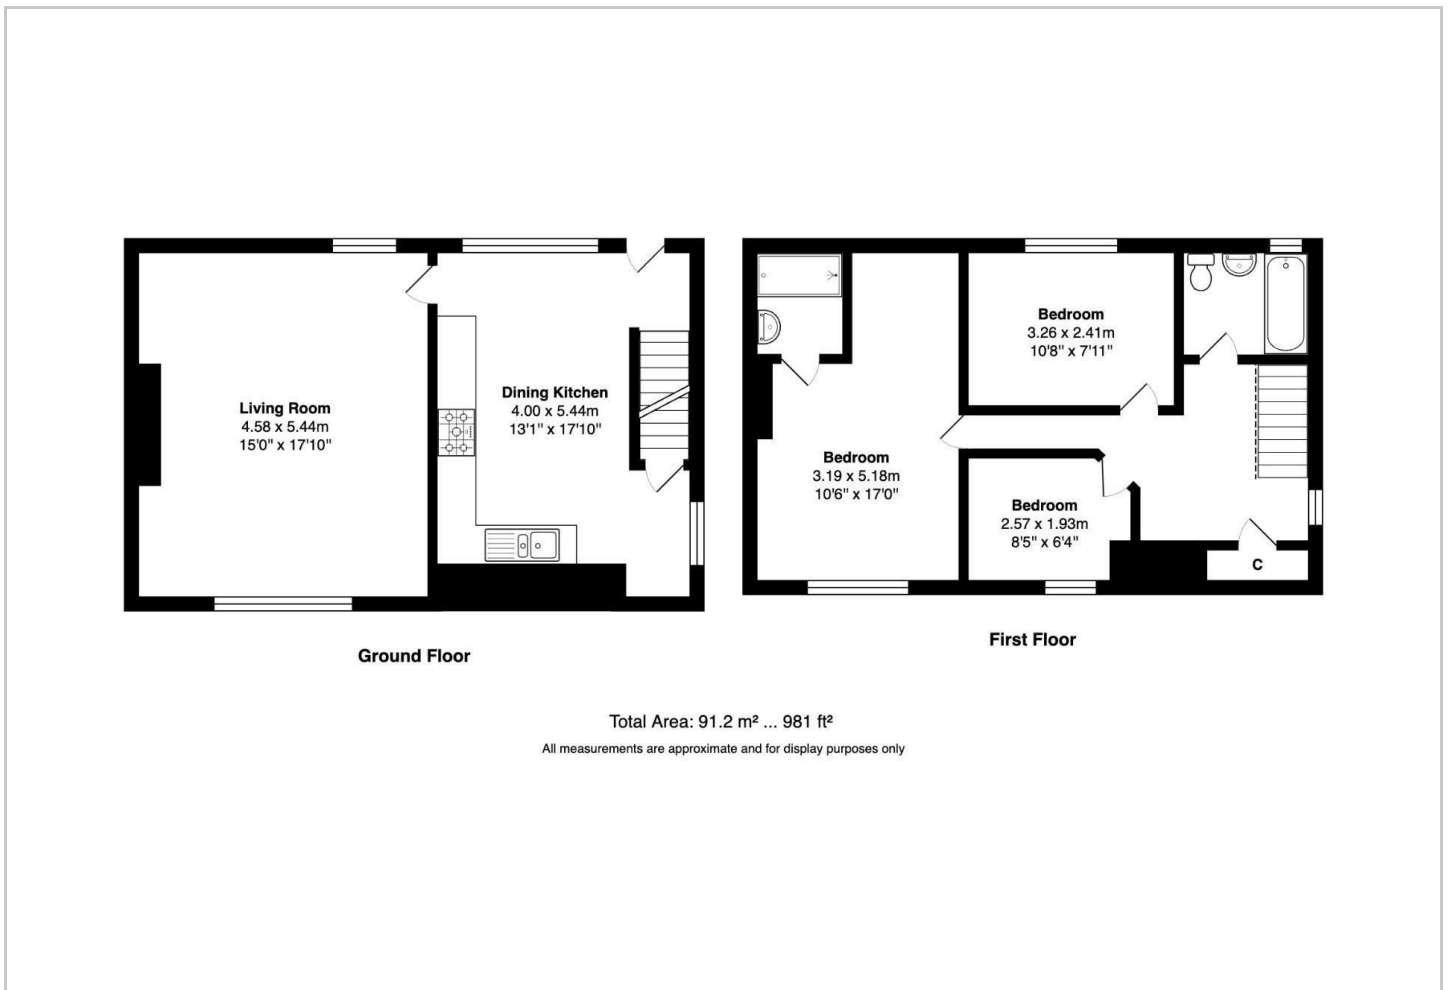 Living Room
4.58 x 5.44m
15'0" x 17'10"
Dining Kitchen
4.00 x 5.44m
13'1" x 17'10"
Ground Floor
Bedroom
3.26 x 2.41m
10'8" x 7'11"
Bedroom
3.19 x 5.18m
10'6" x 17'0"
Bedroom
2.57 x 1.93m
8'5" x 6'4"
C
First Floor
Total Area: 91.2 m² ... 981 ft²
All measurements are approximate and for display purposes only